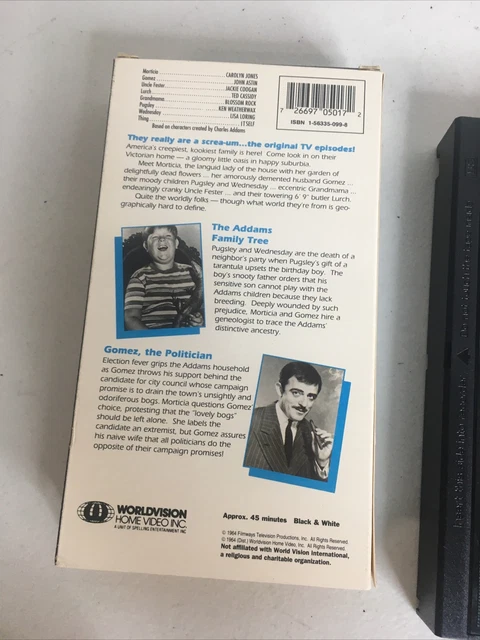 Morticia ........ CAROLYN JONES
Gomez ........ JOHN ASTIN
Uncle Fester ........ JACKIE COOGAN
Lurch ........ TED CASSIDY
Grandmama ........ BLOSSOM ROCK
Pugsley ........ KEN WEATHERWAX
Wednesday ........ LISA LORING
Thing ........ ITSELF
Based on characters created by Charles Addams
7 26697 05017 2
ISBN 1-56335-099-8
They really are a screa-um...the original TV episodes!
America's creepiest, kookiest family is here! Come look in on their
Victorian home — a gloomy little oasis in happy suburbia.
Meet Morticia, the languid lady of the house with her garden of
delightfully dead flowers ... her amorously demented husband Gomez ...
their moody children Pugsley and Wednesday ... eccentric Grandmama ...
endearingly cranky Uncle Fester ... and their towering 6' 9" butler Lurch.
Quite the worldly folks — though what world they're from is geo-
graphically hard to define.
The Addams
Family Tree
Pugsley and Wednesday are the death of a
neighbor's party when Pugsley's gift of a
tarantula upsets the birthday boy. The
boy's snooty father orders that his
sensitive son cannot play with the
Addams children because they lack
breeding. Deeply wounded by such
prejudice, Morticia and Gomez hire a
geneologist to trace the Addams'
distinctive ancestry.
Gomez, the Politician
Election fever grips the Addams household
as Gomez throws his support behind the
candidate for city council whose campaign
promise is to drain the town's unsightly and
odoriferous bogs. Morticia questions Gomez'
choice, protesting that the "lovely bogs"
should be left alone. She labels the
candidate an extremist, but Gomez assures
his naive wife that all politicians do the
opposite of their campaign promises!
WORLDVISION
HOME VIDEO INC.
A UNIT OF SPELLING ENTERTAINMENT INC.
Approx. 45 minutes Black & White
© 1964 Filmways Television Productions, Inc. All Rights Reserved.
© 1964 (Dist.) Worldvision Home Video, Inc. All Rights Reserved.
Not affiliated with World Vision International,
a religious and charitable organization.